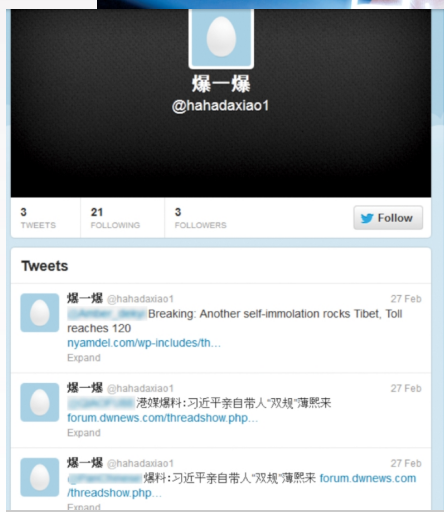 爆一爆
@hahadaxiao1
3
TWEETS
21
FOLLOWING
3
FOLLOWERS
Follow
Tweets
爆一爆 @hahadaxiao1 27 Feb
Breaking: Another self-immolation rocks Tibet, Toll
reaches 120
nyamdel.com/wp-includes/th…
Expand
爆一爆 @hahadaxiao1 27 Feb
港媒爆料:习近平亲自带人"双规"薄熙来
forum.dwnews.com/threadshow.php…
Expand
爆一爆 @hahadaxiao1 27 Feb
爆料:习近平亲自带人"双规"薄熙来 forum.dwnews.com
/threadshow.php…
Expand